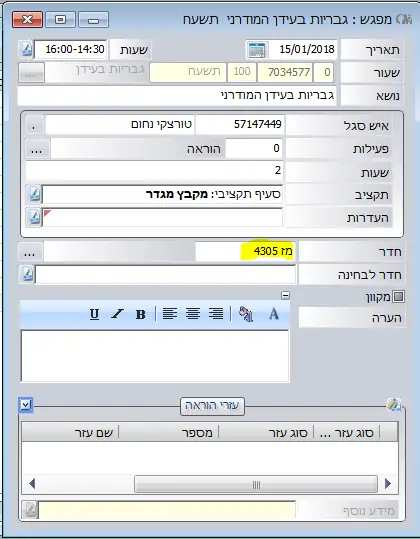 מפגש : גבריות בעידן המודרני תשעח
תאריך 15/01/2018 שעות 16:00-14:30
שעור 0 7034577 100 תשעח גבריות בעידן ...
נושא גבריות בעידן המודרני
איש סגל 57147449 טורצקי נחום .
פעילות 0 הוראה ...
שעות 2
תקציב סעיף תקציבי: מקבץ מגדר
העדרות
חדר מז 4305 ...
חדר לבחינה
מקוון
הערה
U I B A
עזרי הוראה
סוג עזר ... סוג עזר מספר שם עזר
מידע נוסף